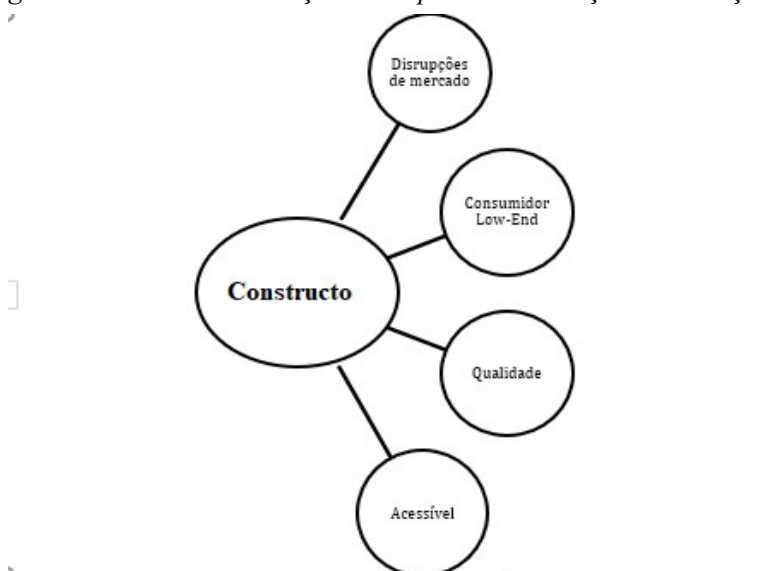 Disrupções
de mercado
Consumidor
Low-End
Constructo
Qualidade
Acessível